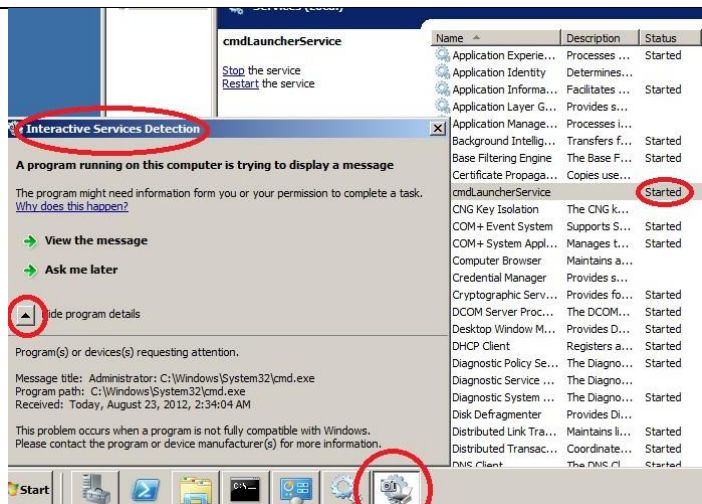 Services (Local)
cmdLauncherService
Stop the service
Restart the service
Name Description Status
Application Experie... Processes ... Started
Application Identity Determines...
Application Informa... Facilitates ... Started
Application Layer G... Provides s...
Application Manage... Processes i...
Background Intellig... Transfers f... Started
Base Filtering Engine The Base F... Started
Certificate Propaga... Copies use...
cmdLauncherService Started
CNG Key Isolation The CNG k...
COM+ Event System Supports S... Started
COM+ System Appl... Manages t... Started
Computer Browser Maintains a...
Credential Manager Provides s...
Cryptographic Serv... Provides fo... Started
DCOM Server Proc... The DCOM... Started
Desktop Window M... Provides D... Started
DHCP Client Registers a... Started
Diagnostic Policy Se... The Diagno... Started
Diagnostic Service ... The Diagno...
Diagnostic System ... The Diagno... Started
Disk Defragmenter Provides Di...
Distributed Link Tra... Maintains li... Started
Distributed Transac... Coordinate... Started
DNS Client The DNS Cl... Started
Interactive Services Detection
A program running on this computer is trying to display a message
The program might need information form you or your permission to complete a task.
Why does this happen?
View the message
Ask me later
Hide program details
Program(s) or devices(s) requesting attention.
Message title: Administrator: C:\Windows\System32\cmd.exe
Program path: C:\Windows\System32\cmd.exe
Received: Today, August 23, 2012, 2:34:04 AM
This problem occurs when a program is not fully compatible with Windows.
Please contact the program or device manufacturer(s) for more information.
Start